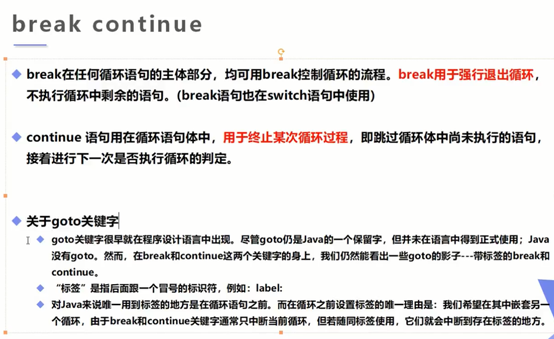 break continue
break在任何循环语句的主体部分，均可用break控制循环的流程。break用于强行退出循环，
不执行循环中剩余的语句。(break语句也在switch语句中使用)
continue 语句用在循环语句体中，用于终止某次循环过程，即跳过循环体中尚未执行的语句，
接着进行下一次是否执行循环的判定。
关于goto关键字
goto关键字很早就在程序设计语言中出现。尽管goto仍是Java的一个保留字，但并未在语言中得到正式使用；Java
没有goto。然而，在break和continue这两个关键字的身上，我们仍然能看出一些goto的影子---带标签的break和
continue。
“标签”是指后面跟一个冒号的标识符，例如：label:
对Java来说唯一用到标签的地方是在循环语句之前。而在循环之前设置标签的唯一理由是：我们希望在其中嵌套另一
个循环，由于break和continue关键字通常只中断当前循环，但若随同标签使用，它们就会中断到存在标签的地方。